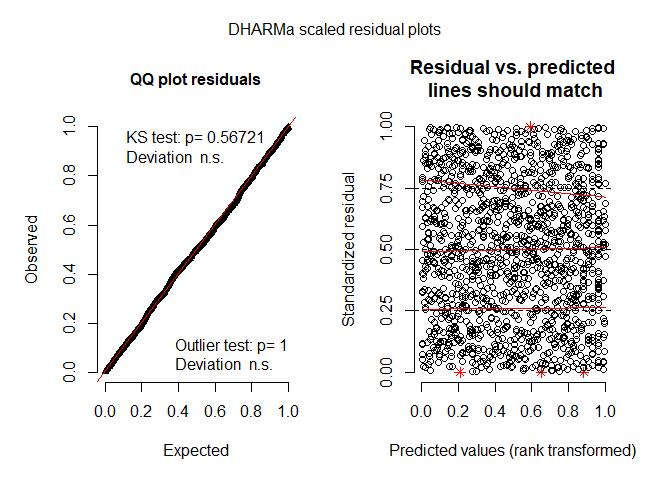 DHARMa scaled residual plots
QQ plot residuals
KS test: p= 0.56721
Deviation n.s.
Outlier test: p= 1
Deviation n.s.
Observed
0.0 0.2 0.4 0.6 0.8 1.0
0.0 0.2 0.4 0.6 0.8 1.0
Expected
Residual vs. predicted
lines should match
Standardized residual
0.00 0.25 0.50 0.75 1.00
0.0 0.2 0.4 0.6 0.8 1.0
Predicted values (rank transformed)